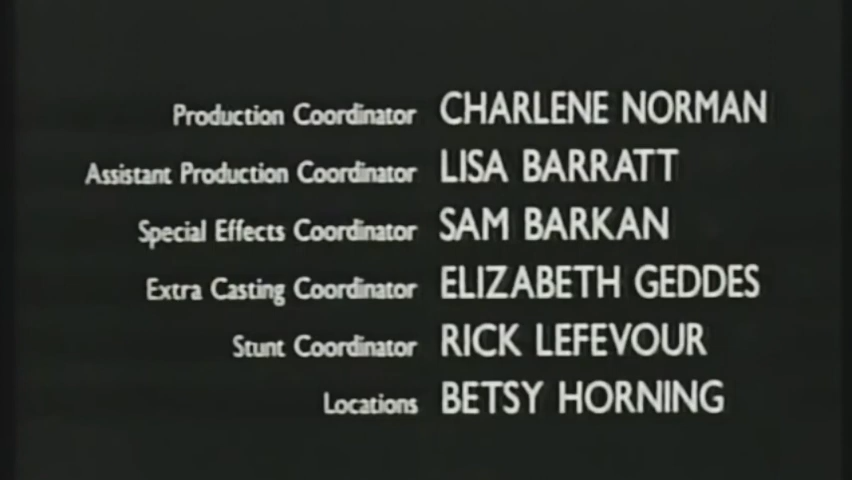 Production Coordinator CHARLENE NORMAN
Assistant Production Coordinator LISA BARRATT
Special Effects Coordinator SAM BARKAN
Extra Casting Coordinator ELIZABETH GEDDES
Stunt Coordinator RICK LEFEVOUR
Locations BETSY HORNING